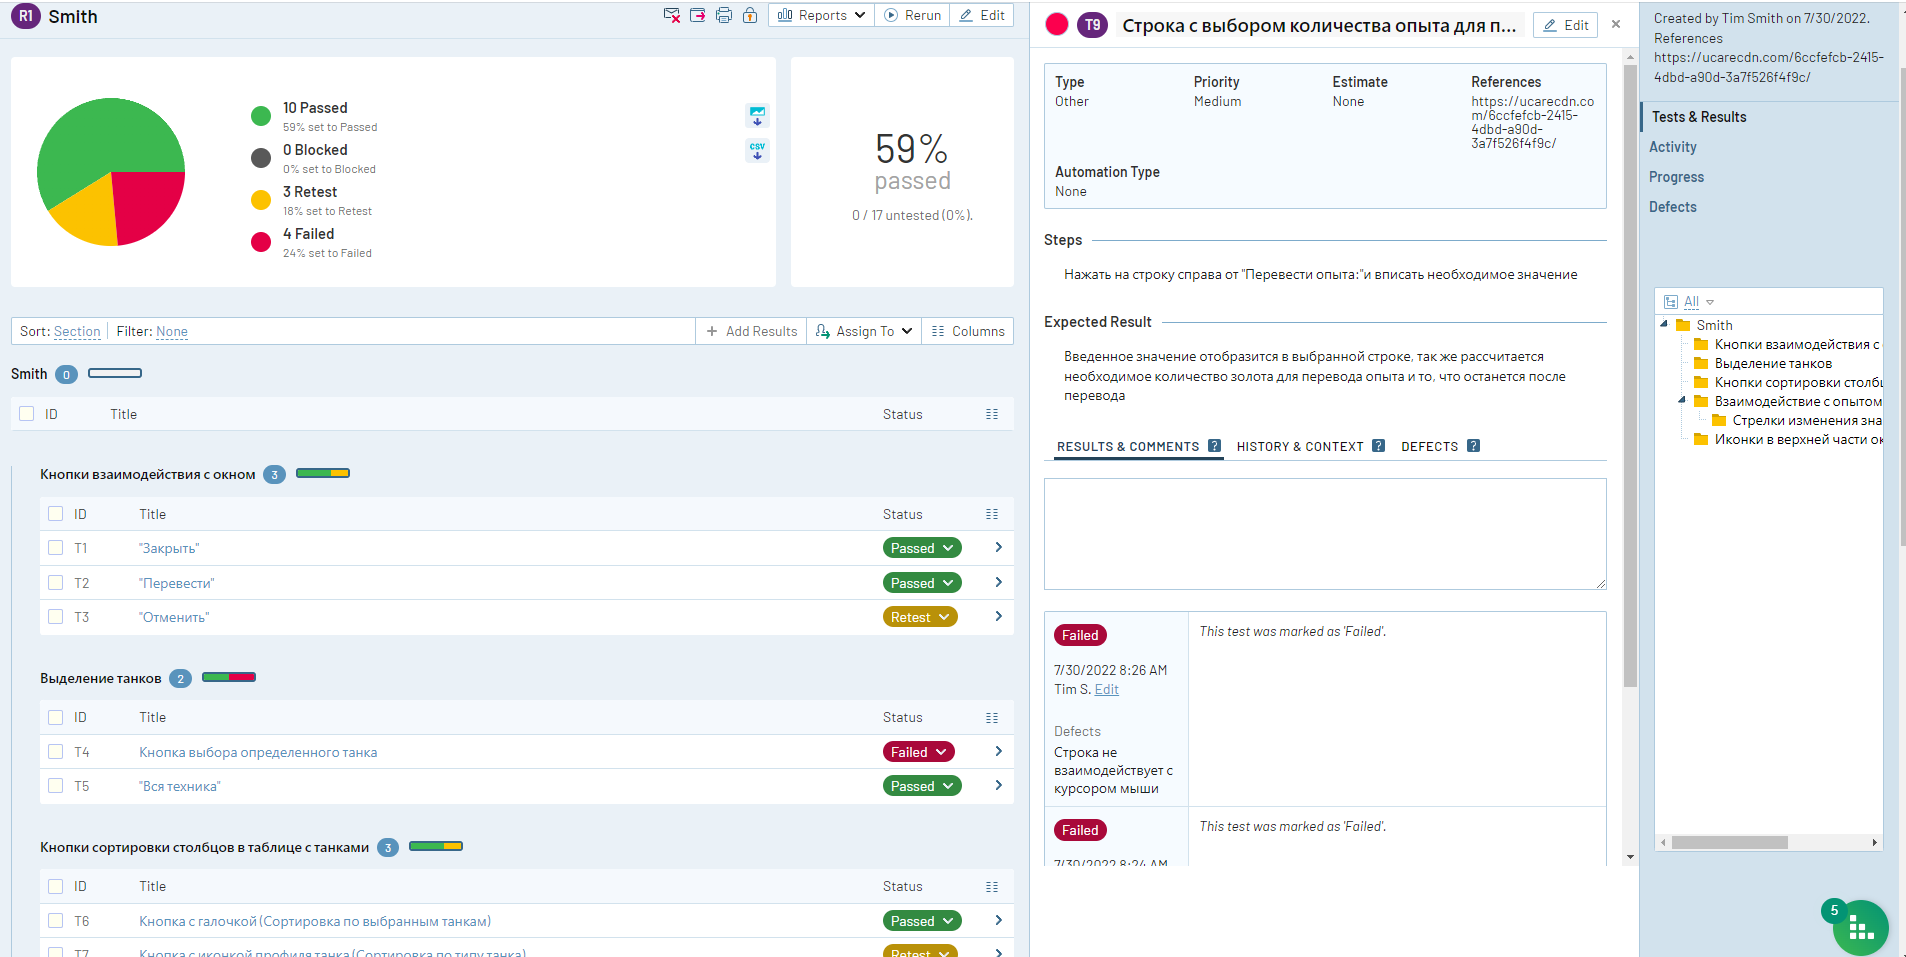 R1 Smith
Reports
Rerun
Edit
10 Passed
59% set to Passed
0 Blocked
0% set to Blocked
3 Retest
18% set to Retest
4 Failed
24% set to Failed
CSV
59%
passed
0 / 17 untested (0%).
Sort: Section Filter: None
Add Results
Assign To
Columns
Smith 0
ID Title Status
Кнопки взаимодействия с окном 3
ID Title Status
T1 "Закрыть" Passed
T2 "Перевести" Passed
T3 "Отменить" Retest
Выделение танков 2
ID Title Status
T4 Кнопка выбора определенного танка Failed
T5 "Вся техника" Passed
Кнопки сортировки столбцов в таблице с танками 3
ID Title Status
T6 Кнопка с галочкой (Сортировка по выбранным танкам) Passed
T7 Кнопка с иконкой профиля танка (Сортировка по типу танка) Retest
T9 Строка с выбором количества опыта для п...
Edit
Type
Other
Priority
Medium
Estimate
None
References
https://ucarecdn.co
m/6ccfefcb-2415-
4dbd-a90d-
3a7f526f4f9c/
Automation Type
None
Steps
Нажать на строку справа от "Перевести опыта:"и вписать необходимое значение
Expected Result
Введенное значение отобразится в выбранной строке, так же рассчитается
необходимое количество золота для перевода опыта и то, что останется после
перевода
RESULTS & COMMENTS ? HISTORY & CONTEXT ? DEFECTS ?
Failed
This test was marked as 'Failed'.
7/30/2022 8:26 AM
Tim S. Edit
Defects
Строка не
взаимодействует с
курсором мыши
Failed
This test was marked as 'Failed'.
7/30/2022 8:24 AM
Created by Tim Smith on 7/30/2022.
References
https://ucarecdn.com/6ccfefcb-2415-
4dbd-a90d-3a7f526f4f9c/
Tests & Results
Activity
Progress
Defects
All
Smith
Кнопки взаимодействия с
Выделение танков
Кнопки сортировки столбц
Взаимодействие с опытом
Стрелки изменения зна
Иконки в верхней части ок
5